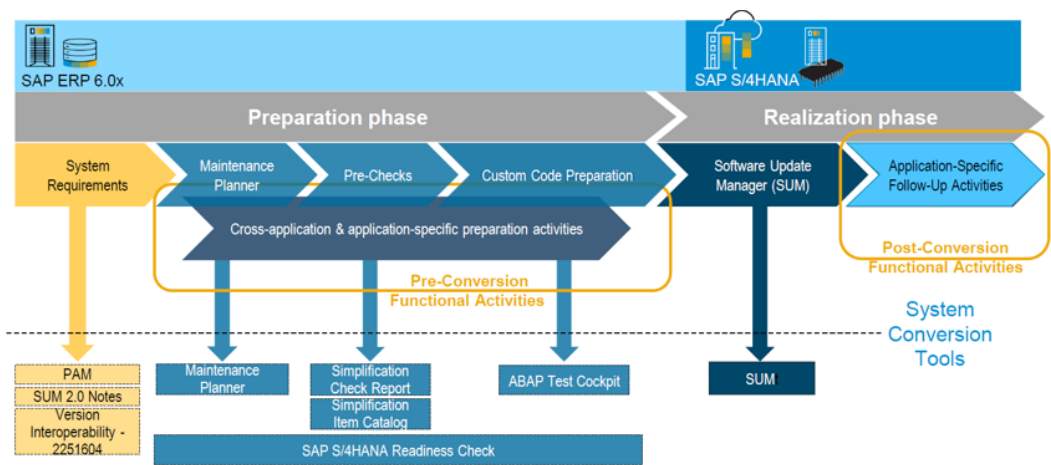 SAP ERP 6.0x
SAP S/4HANA
Preparation phase
Realization phase
System
Requirements
Maintenance
Planner
Pre-Checks
Custom Code Preparation
Software Update
Manager (SUM)
Application-Specific
Follow-Up Activities
Cross-application & application-specific preparation activities
Pre-Conversion
Functional Activities
Post-Conversion
Functional Activities
System
Conversion
Tools
PAM
SUM 2.0 Notes
Version
Interoperability -
2251604
Maintenance
Planner
Simplification
Check Report
Simplification
Item Catalog
ABAP Test Cockpit
SUM
SAP S/4HANA Readiness Check